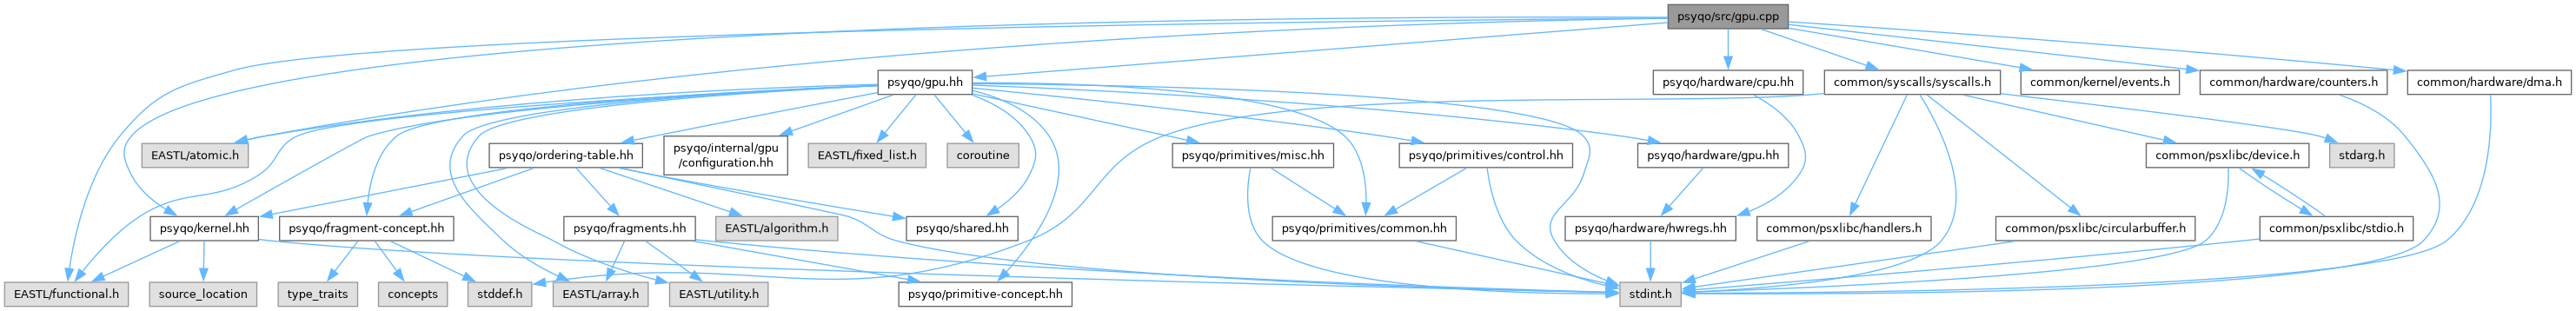 psyqo/src/gpu.cpp
psyqo/gpu.hh
psyqo/hardware/cpu.hh
common/syscalls/syscalls.h
common/kernel/events.h
common/hardware/counters.h
common/hardware/dma.h
EASTL/atomic.h
psyqo/ordering-table.hh
psyqo/internal/gpu
/configuration.hh
EASTL/fixed_list.h
coroutine
psyqo/primitives/misc.hh
psyqo/primitives/control.hh
psyqo/hardware/gpu.hh
common/psxlibc/device.h
stdarg.h
psyqo/kernel.hh
psyqo/fragment-concept.hh
psyqo/fragments.hh
EASTL/algorithm.h
psyqo/shared.hh
psyqo/primitives/common.hh
psyqo/hardware/hwregs.hh
common/psxlibc/handlers.h
common/psxlibc/circularbuffer.h
common/psxlibc/stdio.h
EASTL/functional.h
source_location
type_traits
concepts
stddef.h
EASTL/array.h
EASTL/utility.h
psyqo/primitive-concept.hh
stdint.h